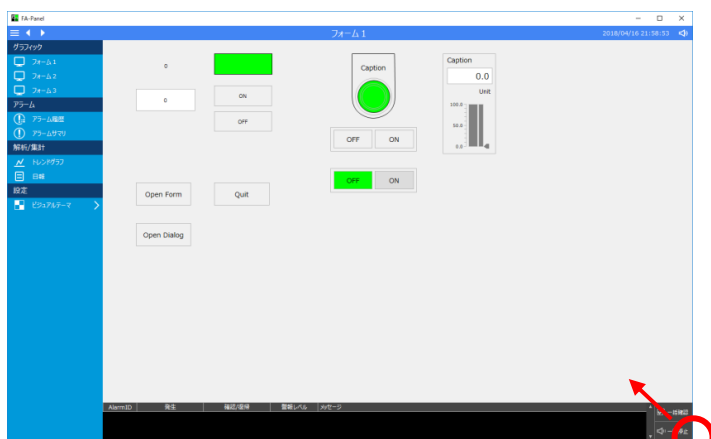 FA-Panel
フォーム 1
2018/04/16 21:58:53
グラフィック
フォーム 1
フォーム 2
フォーム 3
アラーム
アラーム履歴
アラームサマリ
解析/集計
トレンドグラフ
日報
設定
ビジュアルテーマ
0
0
ON
OFF
Open Form
Quit
Open Dialog
Caption
OFF ON
OFF ON
Caption
0.0
Unit
100.0
50.0
0.0
AlarmID 発生 確認/復帰 警報レベル メッセージ